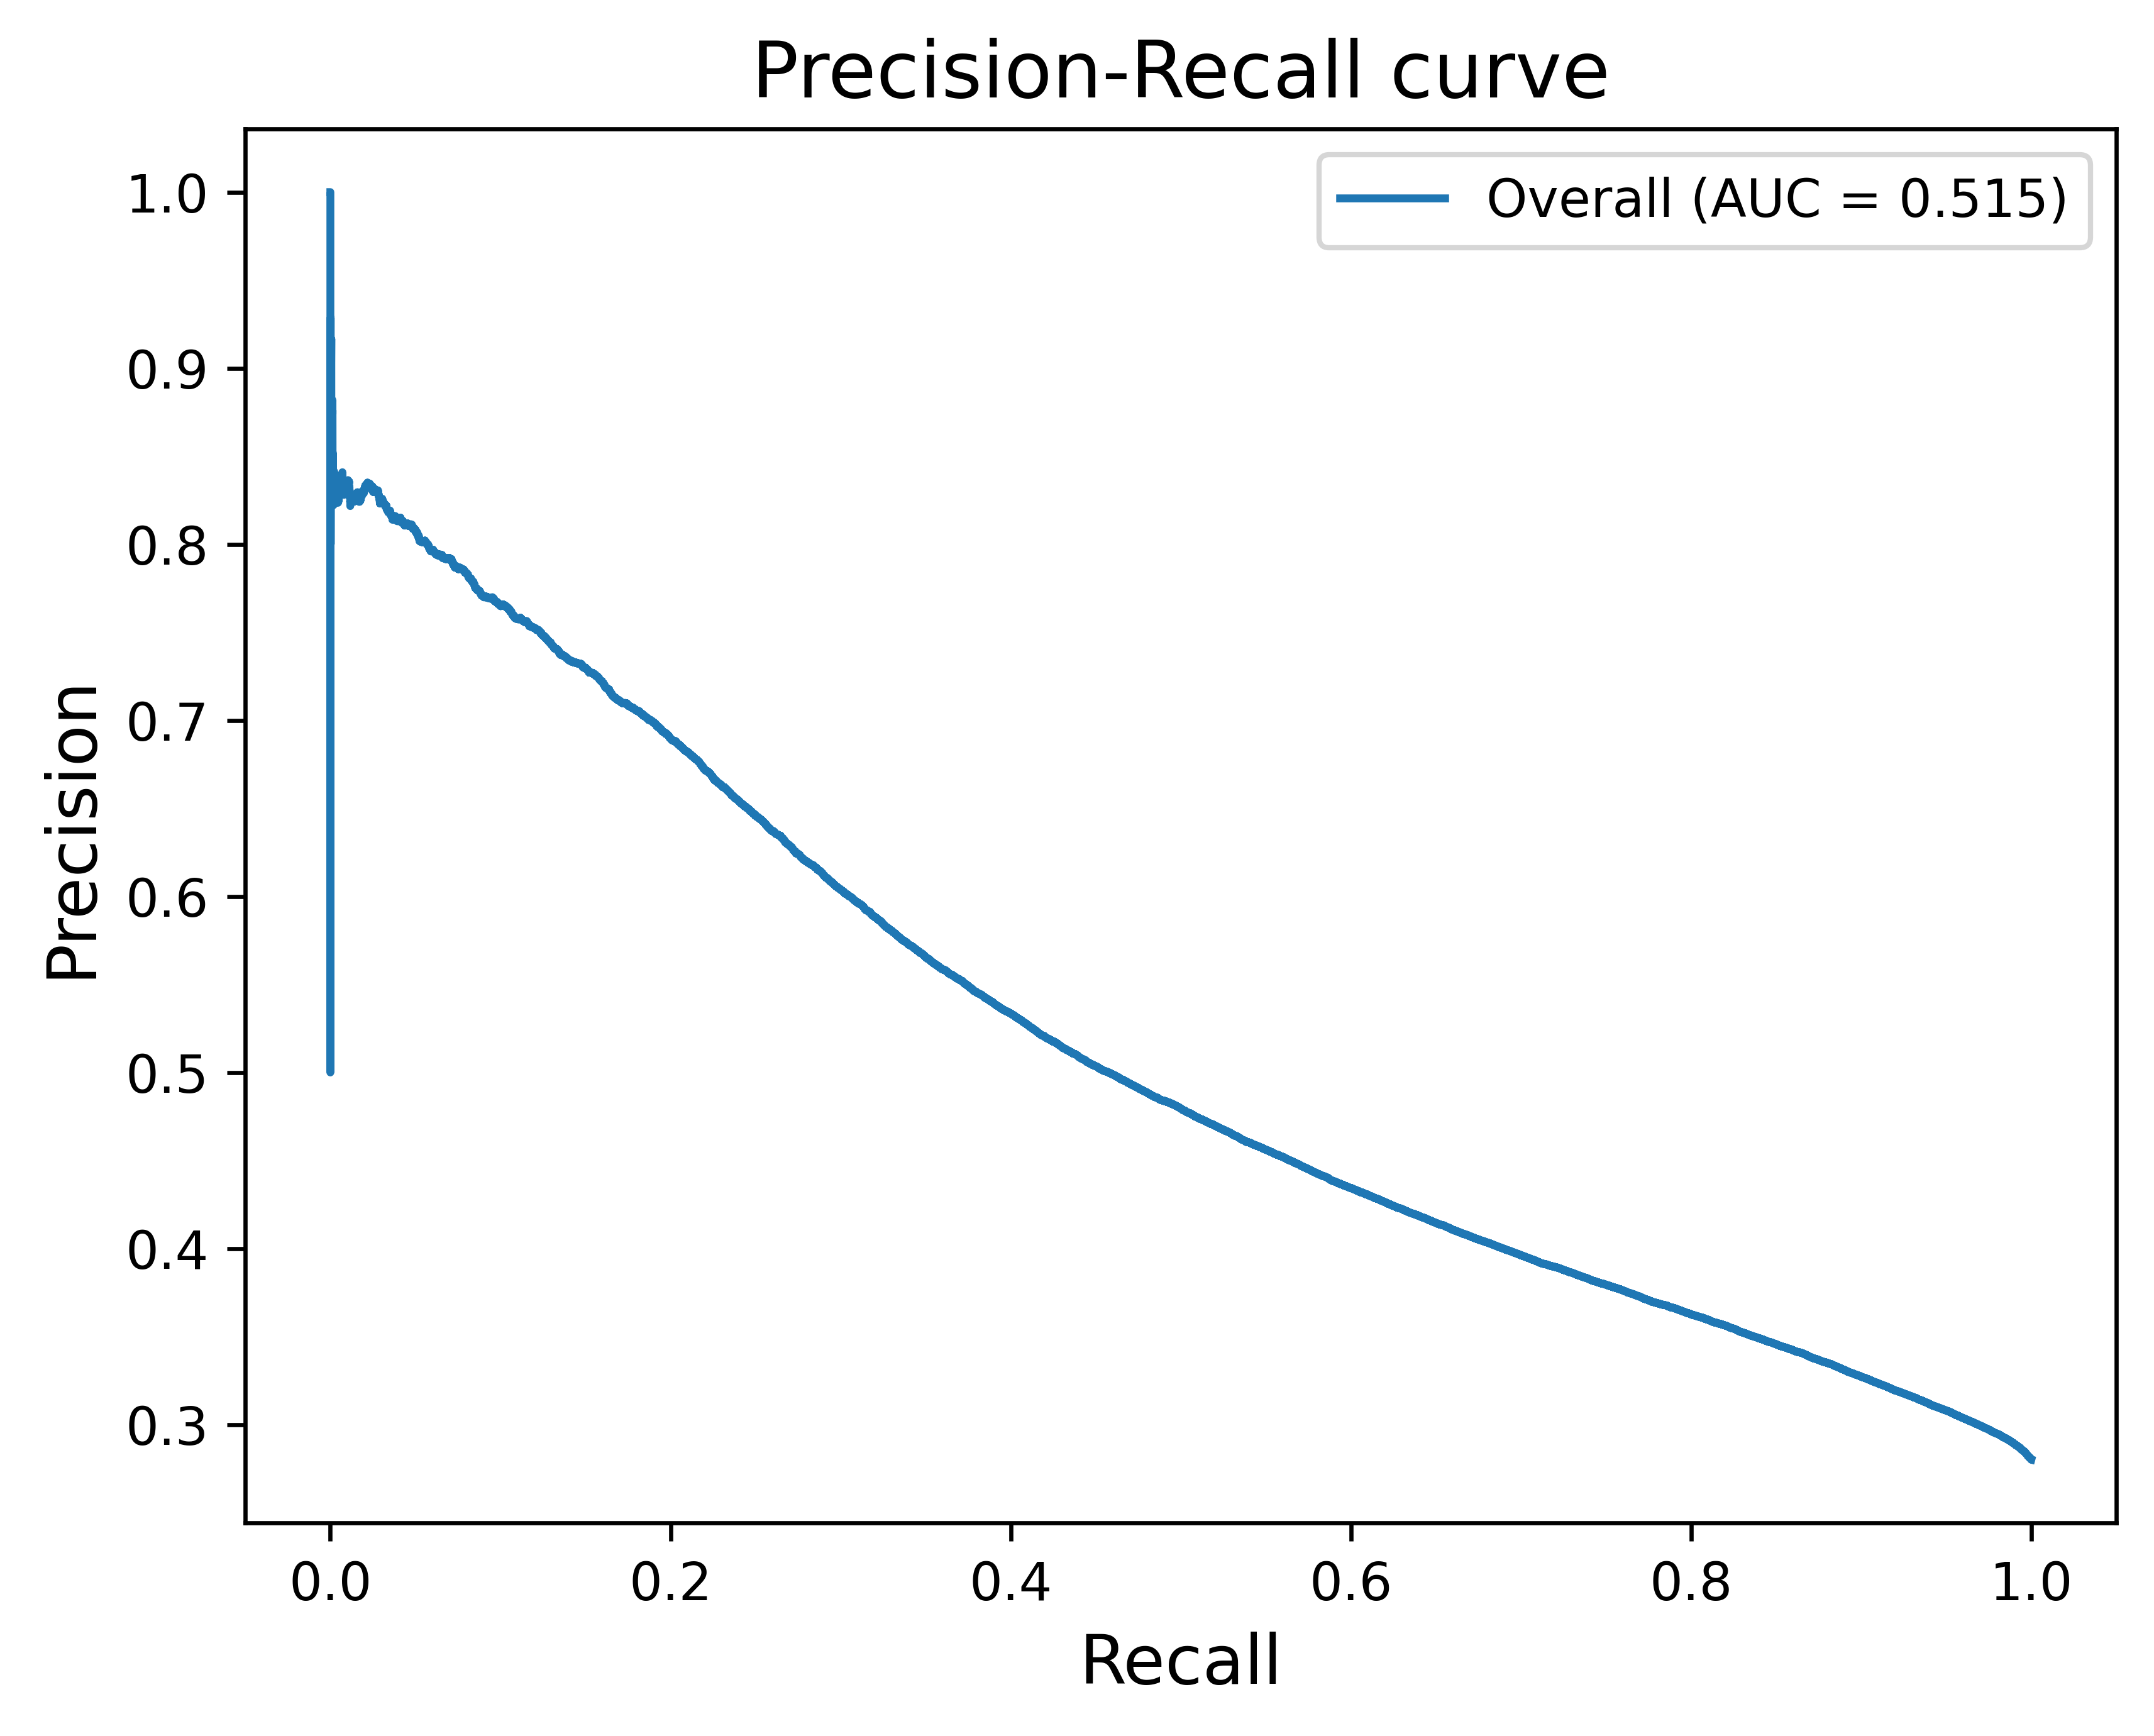 Precision-Recall curve
Overall (AUC = 0.515)
1.0
0.9
0.8
0.7
0.6
0.5
0.4
0.3
Precision
0.0 0.2 0.4 0.6 0.8 1.0
Recall